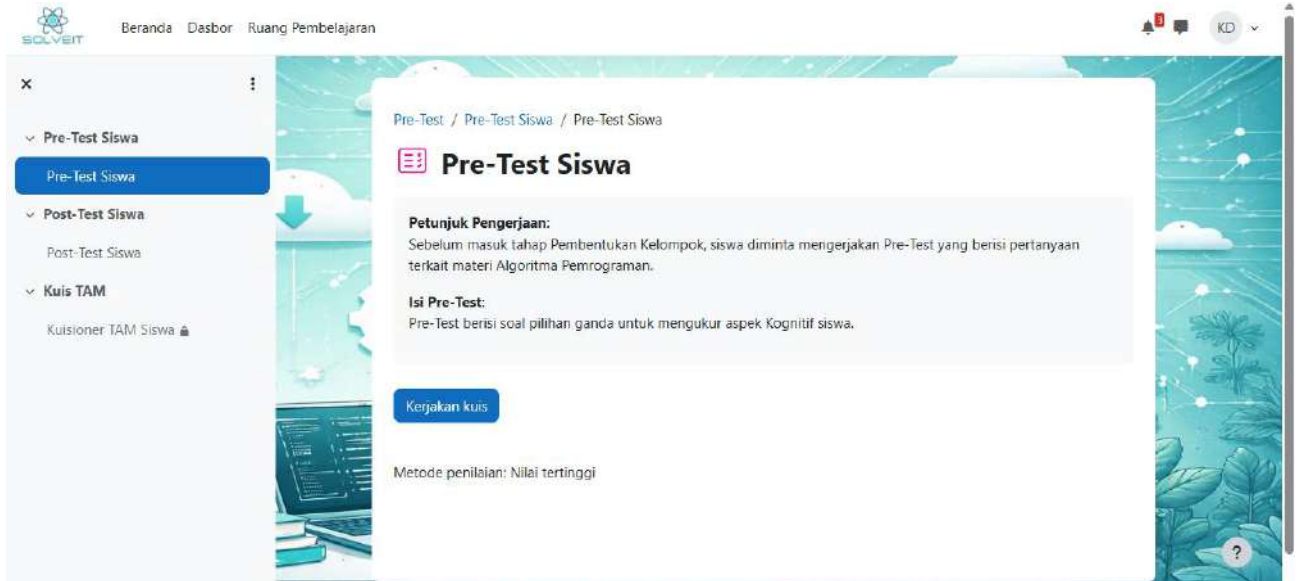 SOLVEIT
Beranda Dasbor Ruang Pembelajaran
3
KD
Pre-Test Siswa
Pre-Test Siswa
Post-Test Siswa
Post-Test Siswa
Kuis TAM
Kuisioner TAM Siswa
Pre-Test / Pre-Test Siswa / Pre-Test Siswa
Pre-Test Siswa
Petunjuk Pengerjaan:
Sebelum masuk tahap Pembentukan Kelompok, siswa diminta mengerjakan Pre-Test yang berisi pertanyaan
terkait materi Algoritma Pemrograman.
Isi Pre-Test:
Pre-Test berisi soal pilihan ganda untuk mengukur aspek Kognitif siswa.
Kerjakan kuis
Metode penilaian: Nilai tertinggi
?